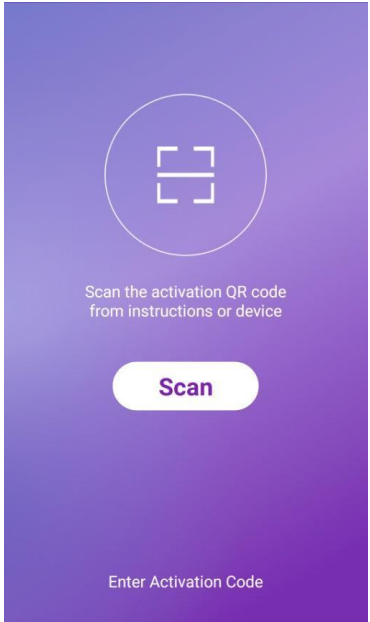 Scan the activation QR code
from instructions or device
Scan
Enter Activation Code